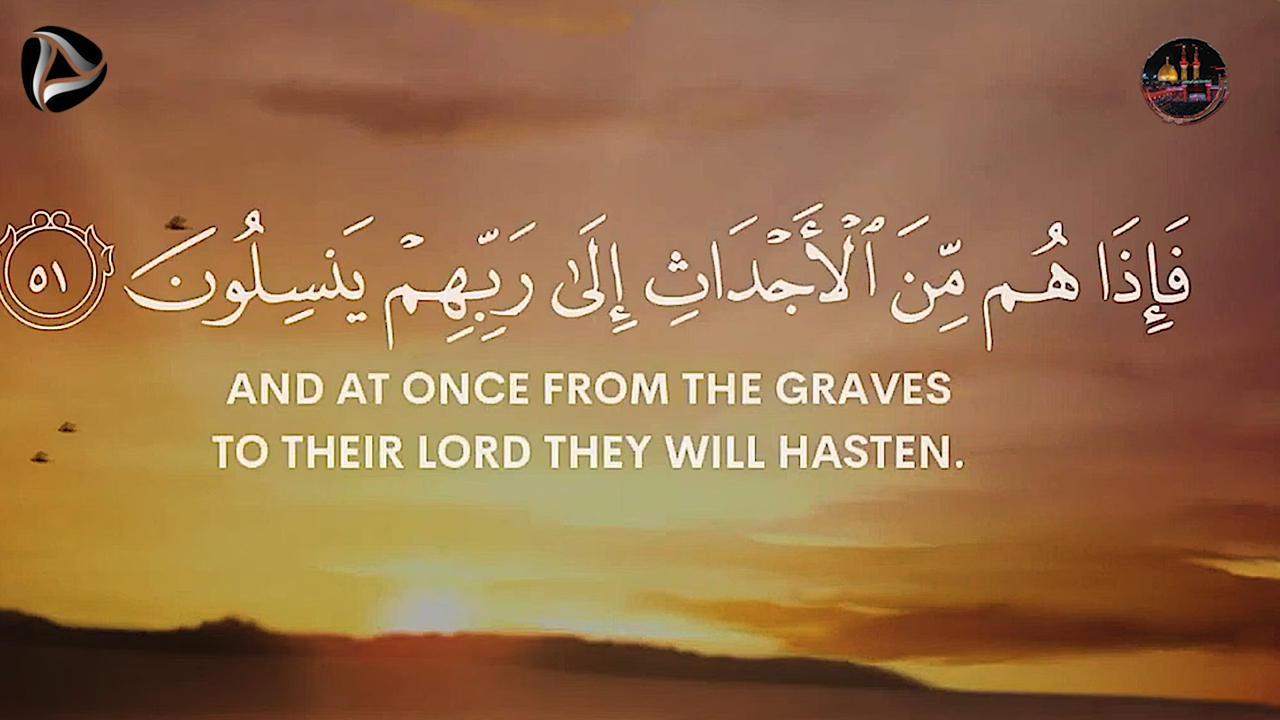 فَإِذَا هُم مِّنَ ٱلْأَجْدَاثِ إِلَىٰ رَبِّهِمْ يَنسِلُونَ ٥١
AND AT ONCE FROM THE GRAVES
TO THEIR LORD THEY WILL HASTEN.